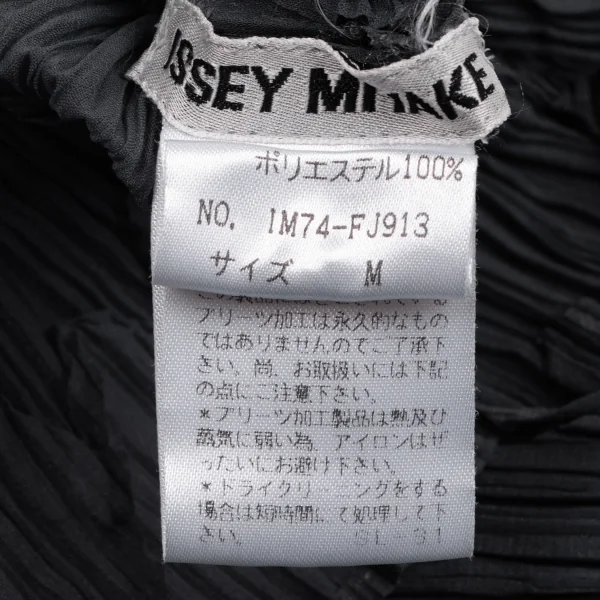 ISSEY MIYAKE
ポリエステル100%
NO. IM74-FJ913
サイズ M
プリーツ加工は永久的なもの
ではありませんのでご了承下
さい。尚、お取扱いには下記
の点にご注意下さい。
*プリーツ加工製品は熱及び
蒸気に弱い為、アイロンはぜ
ったいにお避け下さい。
*ドライクリーニングをする
場合は短時間にて処理して下
さい。 GL-91